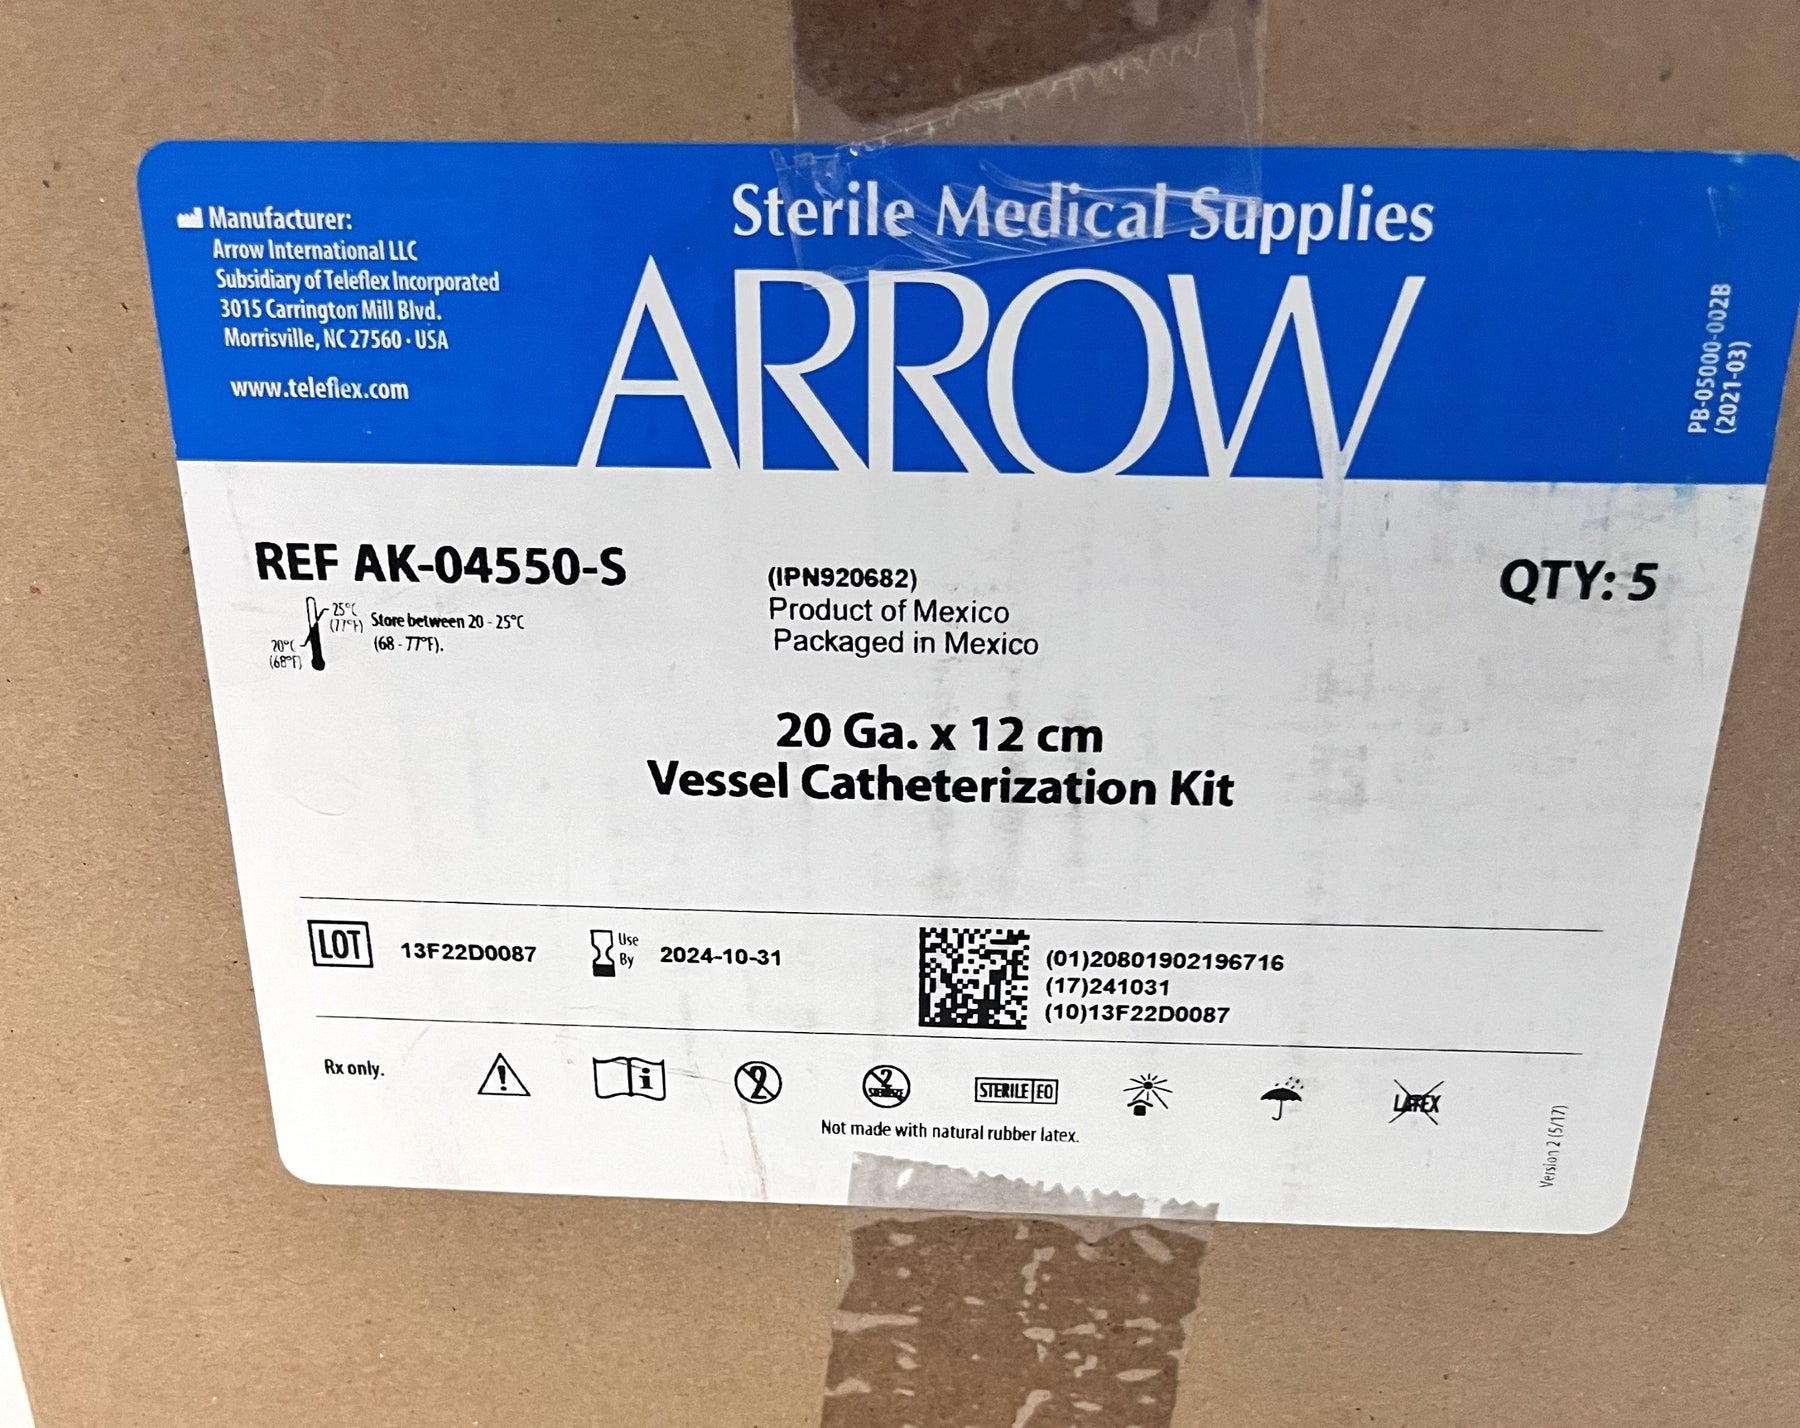 Sterile Medical Supplies
ARROW
Manufacturer:
Arrow International LLC
Subsidiary of Teleflex Incorporated
3015 Carrington Mill Blvd.
Morrisville, NC 27560 · USA
www.teleflex.com
PB-05000-002B
(2021-03)
REF AK-04550-S
25°C
(77°F)
20°C
(68°F)
Store between 20 - 25°C
(68 - 77°F).
(IPN920682)
Product of Mexico
Packaged in Mexico
QTY: 5
20 Ga. x 12 cm
Vessel Catheterization Kit
LOT 13F22D0087
Use
By
2024-10-31
(01)20801902196716
(17)241031
(10)13F22D0087
Rx only.
2
2
STERILIZE
STERILE EO
LATEX
Not made with natural rubber latex.
Version 2 (5/17)